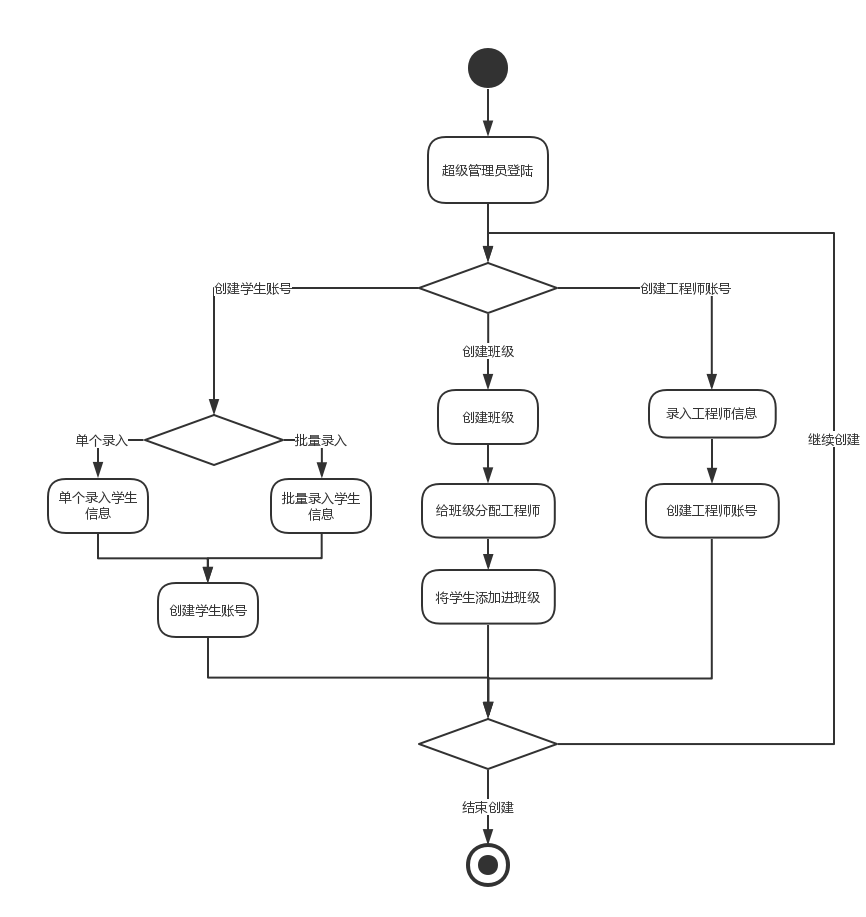 超级管理员登陆
创建学生账号
创建工程师账号
创建班级
创建班级
录入工程师信息
继续创建
单个录入
批量录入
单个录入学生
信息
批量录入学生
信息
给班级分配工程师
创建工程师账号
创建学生账号
将学生添加进班级
结束创建